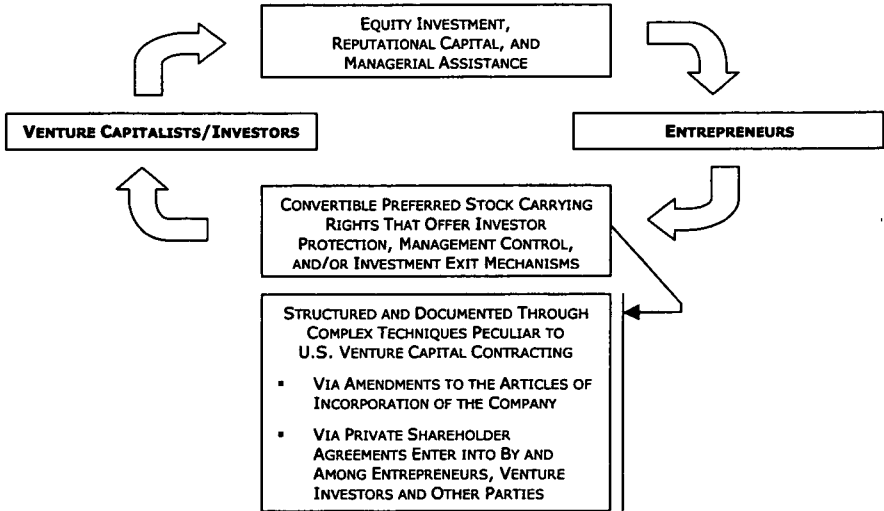 EQUITY INVESTMENT,
REPUTATIONAL CAPITAL, AND
MANAGERIAL ASSISTANCE
VENTURE CAPITALISTS/INVESTORS
ENTREPRENEURS
CONVERTIBLE PREFERRED STOCK CARRYING
RIGHTS THAT OFFER INVESTOR
PROTECTION, MANAGEMENT CONTROL,
AND/OR INVESTMENT EXIT MECHANISMS
STRUCTURED AND DOCUMENTED THROUGH
COMPLEX TECHNIQUES PECULIAR TO
U.S. VENTURE CAPITAL CONTRACTING
▪ VIA AMENDMENTS TO THE ARTICLES OF
INCORPORATION OF THE COMPANY
▪ VIA PRIVATE SHAREHOLDER
AGREEMENTS ENTER INTO BY AND
AMONG ENTREPRENEURS, VENTURE
INVESTORS AND OTHER PARTIES